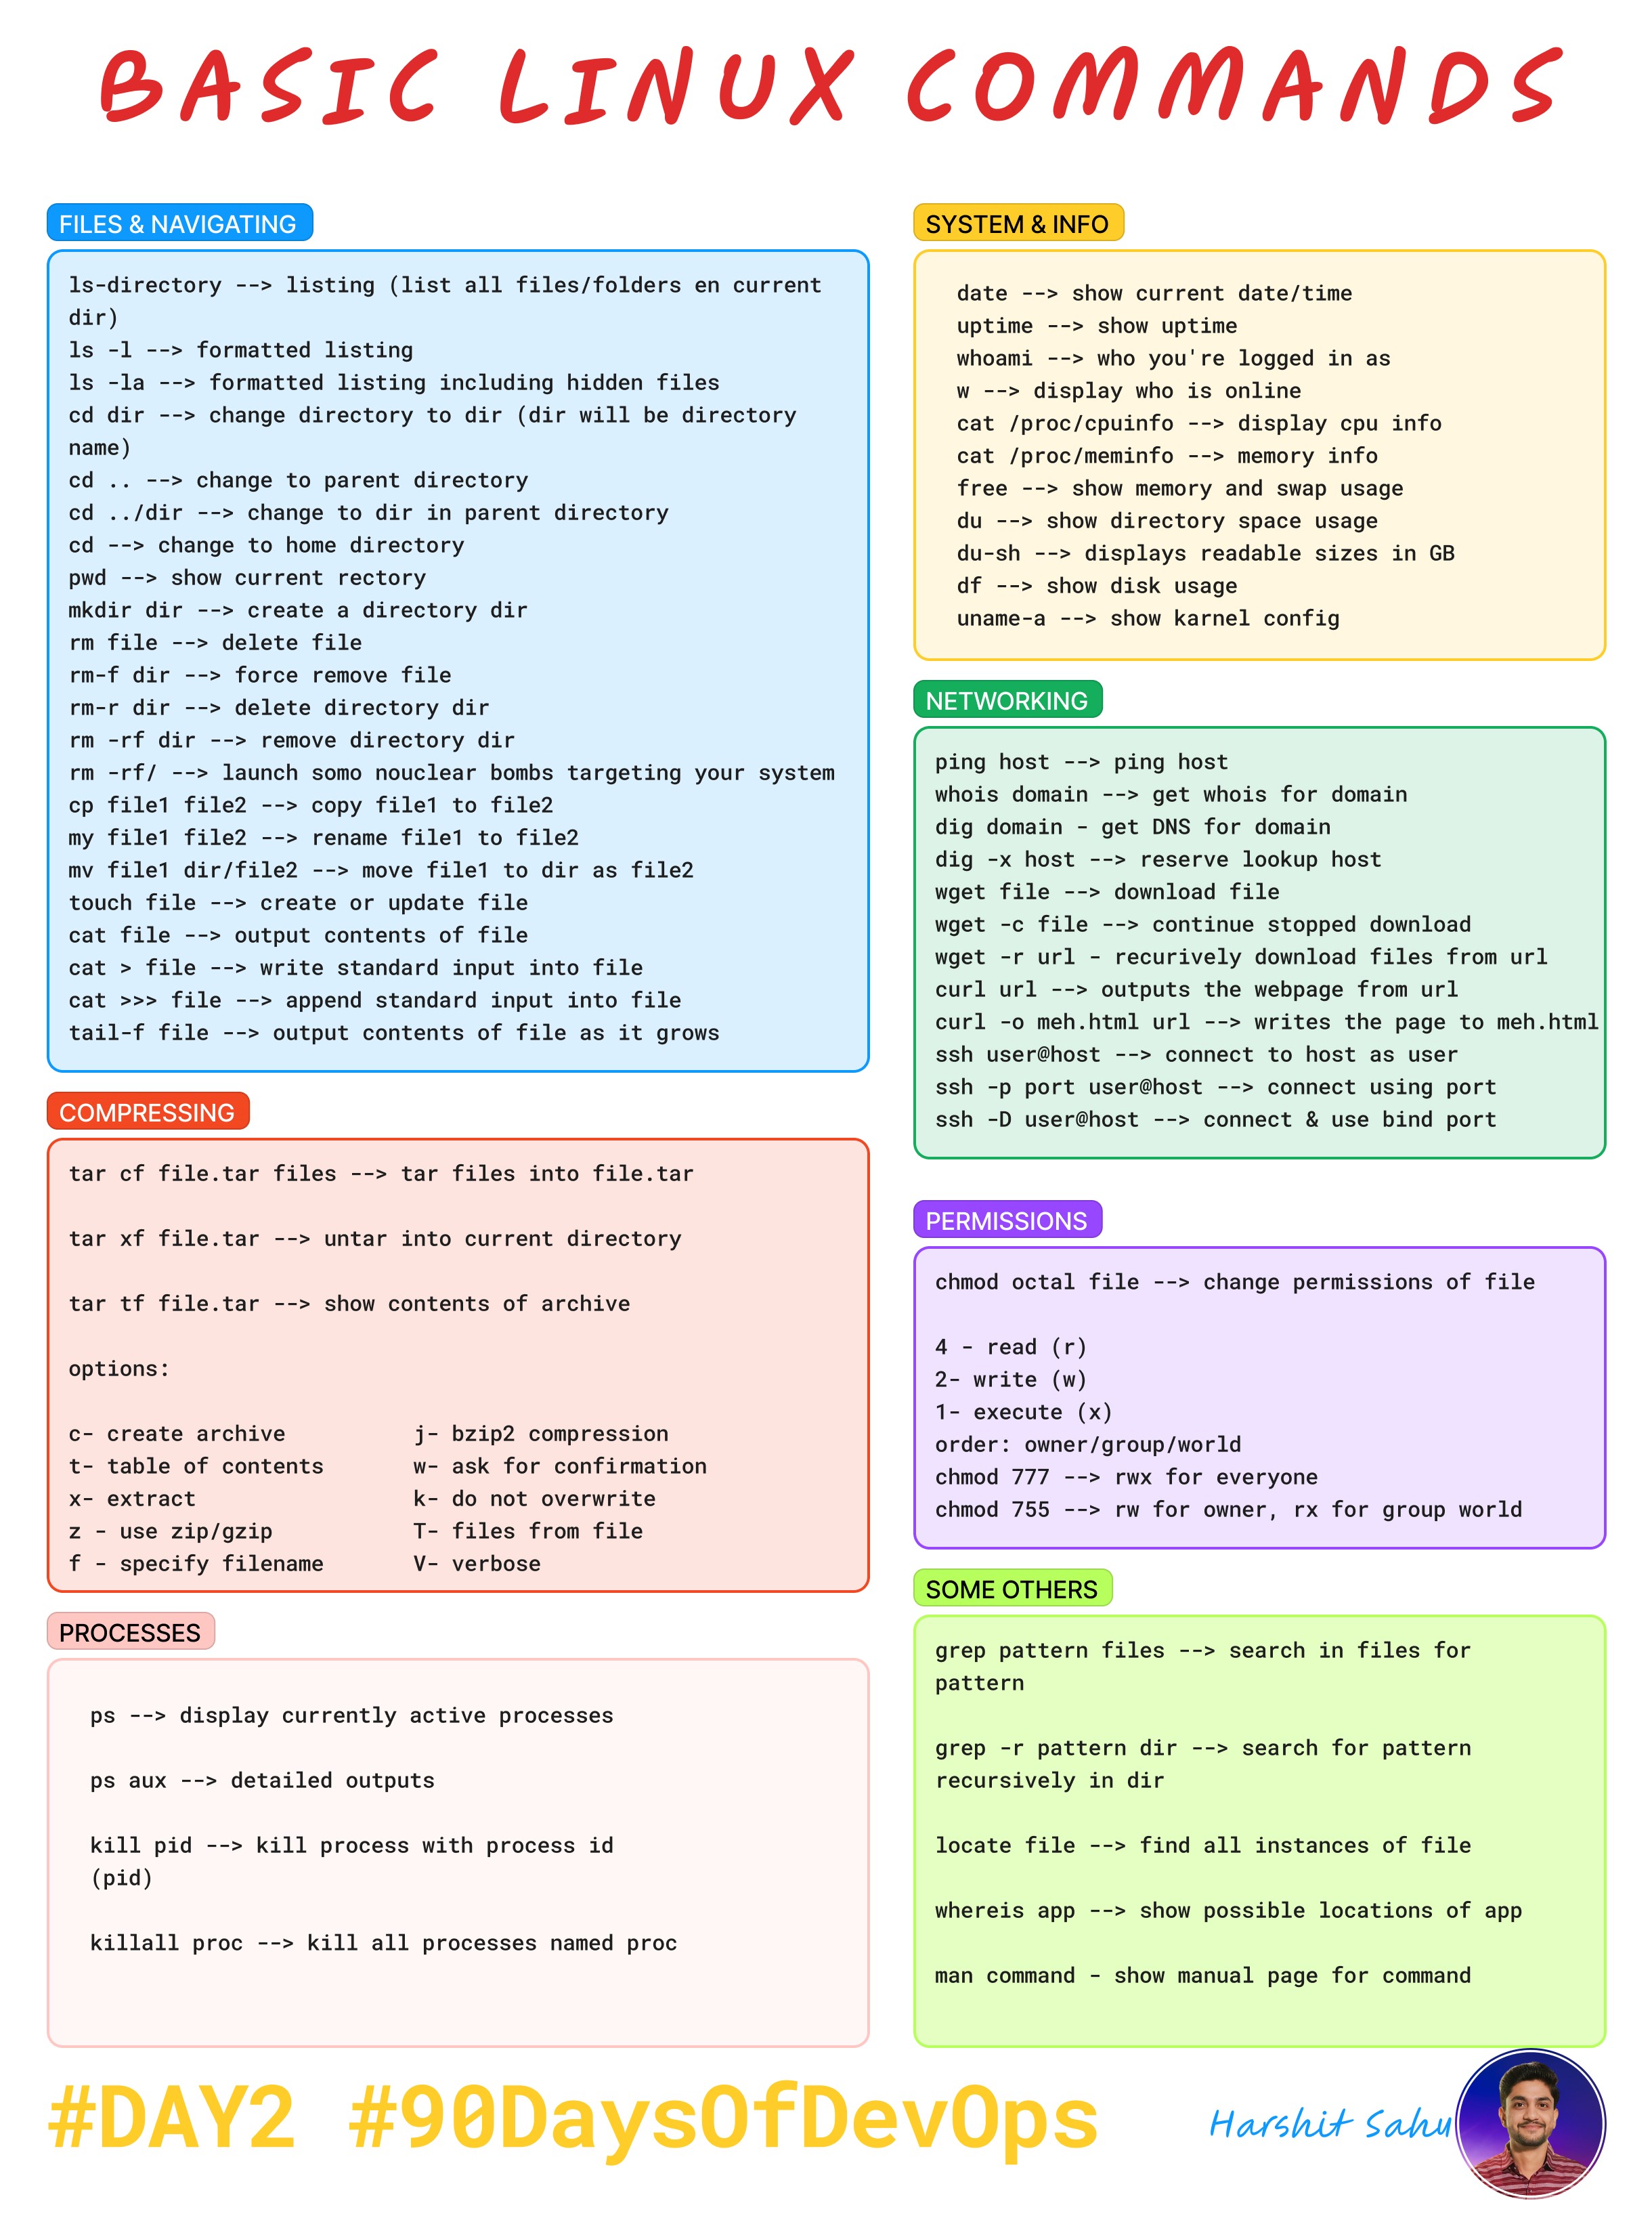 BASIC LINUX COMMANDS
FILES & NAVIGATING
ls-directory --> listing (list all files/folders en current
dir)
ls -l --> formatted listing
ls -la --> formatted listing including hidden files
cd dir --> change directory to dir (dir will be directory
name)
cd .. --> change to parent directory
cd ../dir --> change to dir in parent directory
cd --> change to home directory
pwd --> show current rectory
mkdir dir --> create a directory dir
rm file --> delete file
rm-f dir --> force remove file
rm-r dir --> delete directory dir
rm -rf dir --> remove directory dir
rm -rf/ --> launch somo nouclear bombs targeting your system
cp file1 file2 --> copy file1 to file2
my file1 file2 --> rename file1 to file2
mv file1 dir/file2 --> move file1 to dir as file2
touch file --> create or update file
cat file --> output contents of file
cat > file --> write standard input into file
cat >>> file --> append standard input into file
tail-f file --> output contents of file as it grows
COMPRESSING
tar cf file.tar files --> tar files into file.tar
tar xf file.tar --> untar into current directory
tar tf file.tar --> show contents of archive
options:
c- create archive
t- table of contents
x- extract
z - use zip/gzip
f - specify filename
j- bzip2 compression
w- ask for confirmation
k- do not overwrite
T- files from file
V- verbose
PROCESSES
ps --> display currently active processes
ps aux --> detailed outputs
kill pid --> kill process with process id
(pid)
killall proc --> kill all processes named proc
SYSTEM & INFO
date --> show current date/time
uptime --> show uptime
whoami --> who you're logged in as
w --> display who is online
cat /proc/cpuinfo --> display cpu info
cat /proc/meminfo --> memory info
free --> show memory and swap usage
du --> show directory space usage
du-sh --> displays readable sizes in GB
df --> show disk usage
uname-a --> show karnel config
NETWORKING
ping host --> ping host
whois domain --> get whois for domain
dig domain - get DNS for domain
dig -x host --> reserve lookup host
wget file --> download file
wget -c file --> continue stopped download
wget -r url - recurively download files from url
curl url --> outputs the webpage from url
curl -o meh.html url --> writes the page to meh.html
ssh user@host --> connect to host as user
ssh -p port user@host --> connect using port
ssh -D user@host --> connect & use bind port
PERMISSIONS
chmod octal file --> change permissions of file
4 - read (r)
2- write (w)
1- execute (x)
order: owner/group/world
chmod 777 --> rwx for everyone
chmod 755 --> rw for owner, rx for group world
SOME OTHERS
grep pattern files --> search in files for
pattern
grep -r pattern dir --> search for pattern
recursively in dir
locate file --> find all instances of file
whereis app --> show possible locations of app
man command - show manual page for command
#DAY2 #90DaysOfDevOps
Harshit Sahu